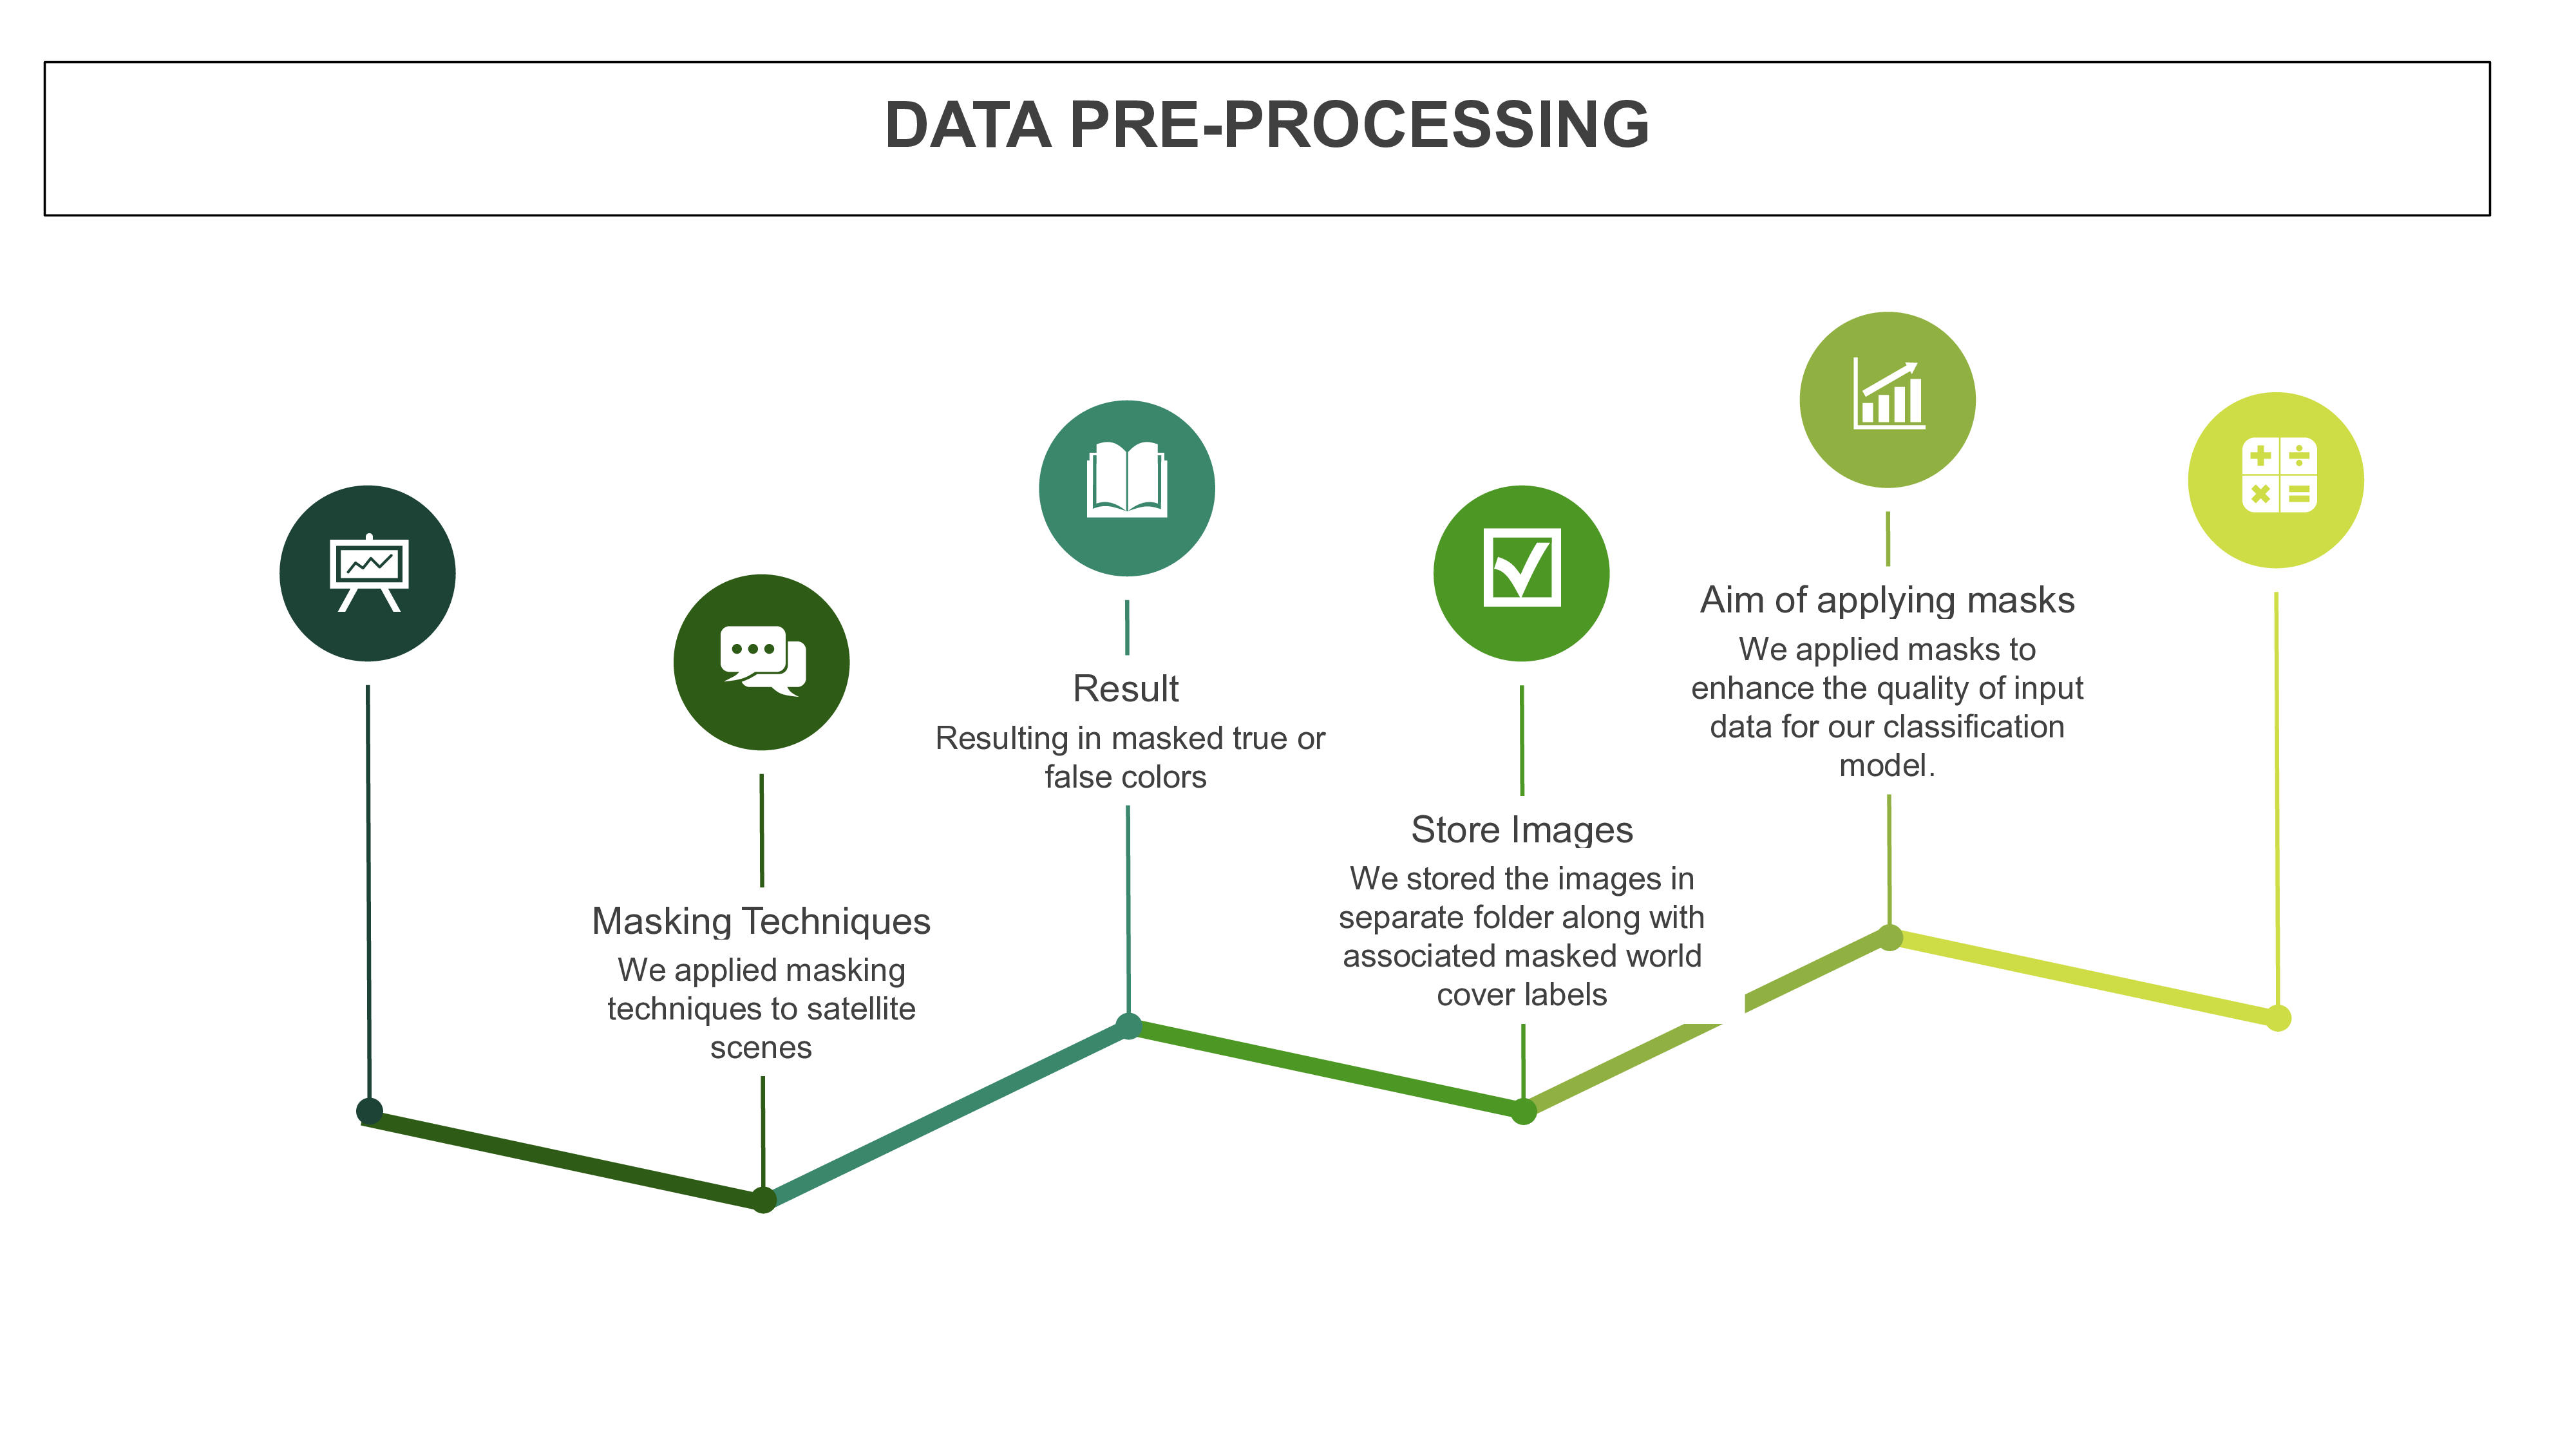 DATA PRE-PROCESSING
Masking Techniques
We applied masking
techniques to satellite
scenes
Result
Resulting in masked true or
false colors
Store Images
We stored the images in
separate folder along with
associated masked world
cover labels
Aim of applying masks
We applied masks to
enhance the quality of input
data for our classification
model.